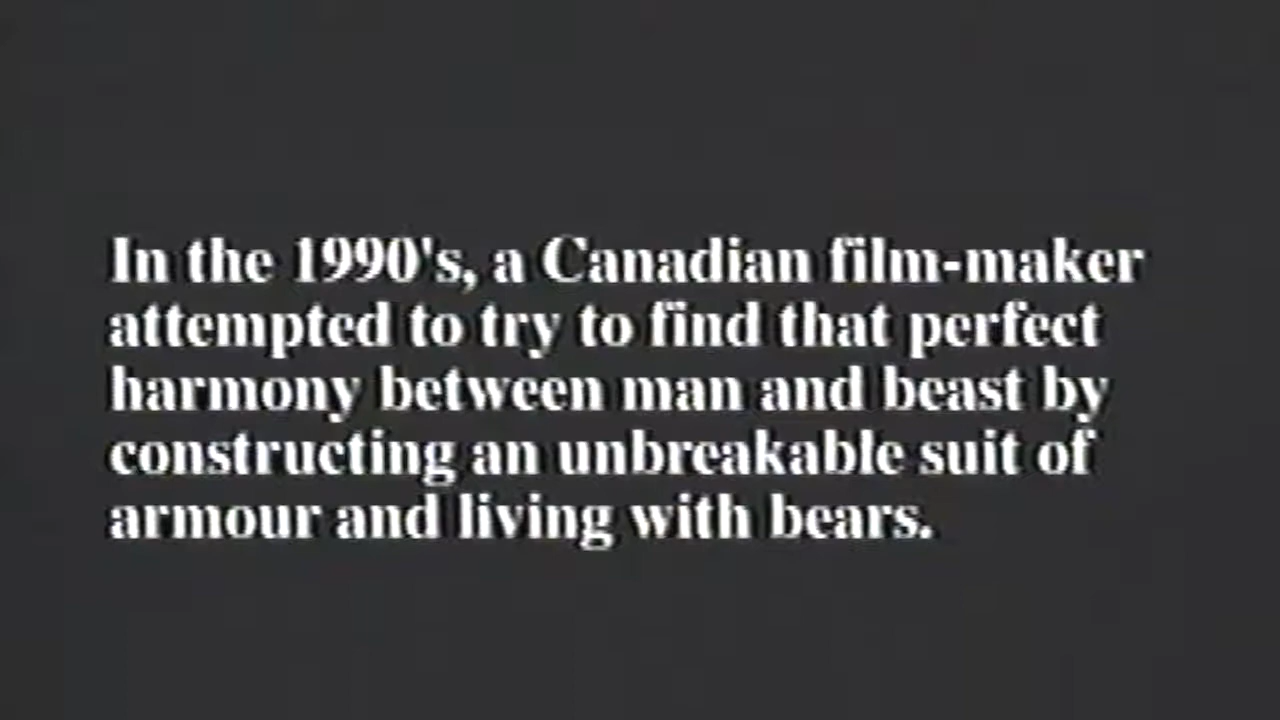 In the 1990's, a Canadian film-maker
attempted to try to find that perfect
harmony between man and beast by
constructing an unbreakable suit of
armour and living with bears.